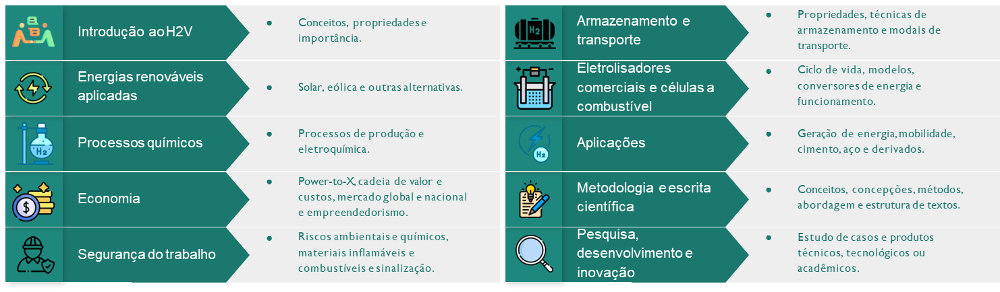 Introdução ao H2V
• Conceitos, propriedades e
importância.
Energias renováveis
aplicadas
• Solar, eólica e outras alternativas.
H2
Processos químicos
• Processos de produção e
eletroquímica.
$
Economia
• Power-to-X, cadeia de valor e
custos, mercado global e nacional
e empreendedorismo.
Segurança do trabalho
• Riscos ambientais e químicos,
materiais inflamáveis e
combustíveis e sinalização.
H2
Armazenamento e
transporte
• Propriedades, técnicas de
armazenamento e modais de
transporte.
+ -
Eletrolisadores
comerciais e células a
combustível
• Ciclo de vida, modelos,
conversores de energia e
funcionamento.
H2
Aplicações
• Geração de energia, mobilidade,
cimento, aço e derivados.
Metodologia e escrita
científica
• Conceitos, concepções, métodos,
abordagem e estrutura de textos.
Pesquisa,
desenvolvimento e
inovação
• Estudo de casos e produtos
técnicos, tecnológicos ou
acadêmicos.